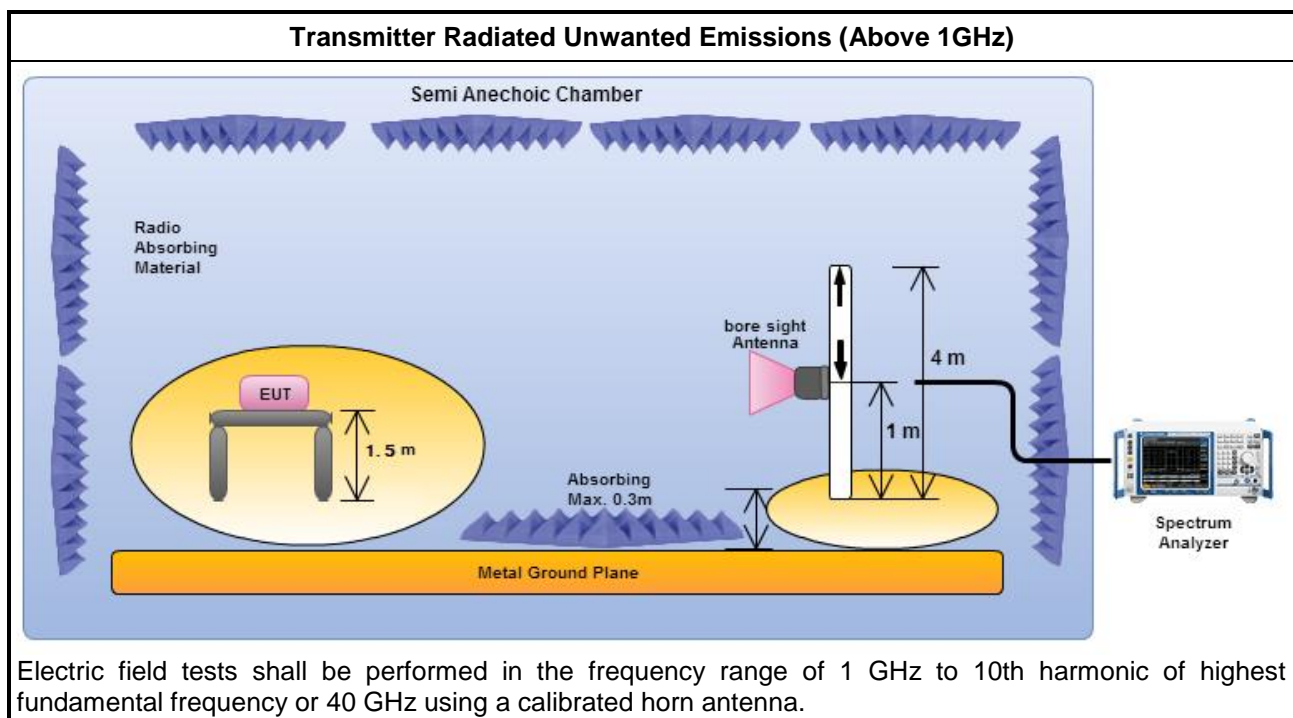 Transmitter Radiated Unwanted Emissions (Above 1GHz)
Semi Anechoic Chamber
Radio
Absorbing
Material
bore sight
Antenna
4 m
EUT
1 m
1.5 m
Absorbing
Max. 0.3m
Spectrum
Analyzer
Metal Ground Plane
Electric field tests shall be performed in the frequency range of 1 GHz to 10th harmonic of highest
fundamental frequency or 40 GHz using a calibrated horn antenna.